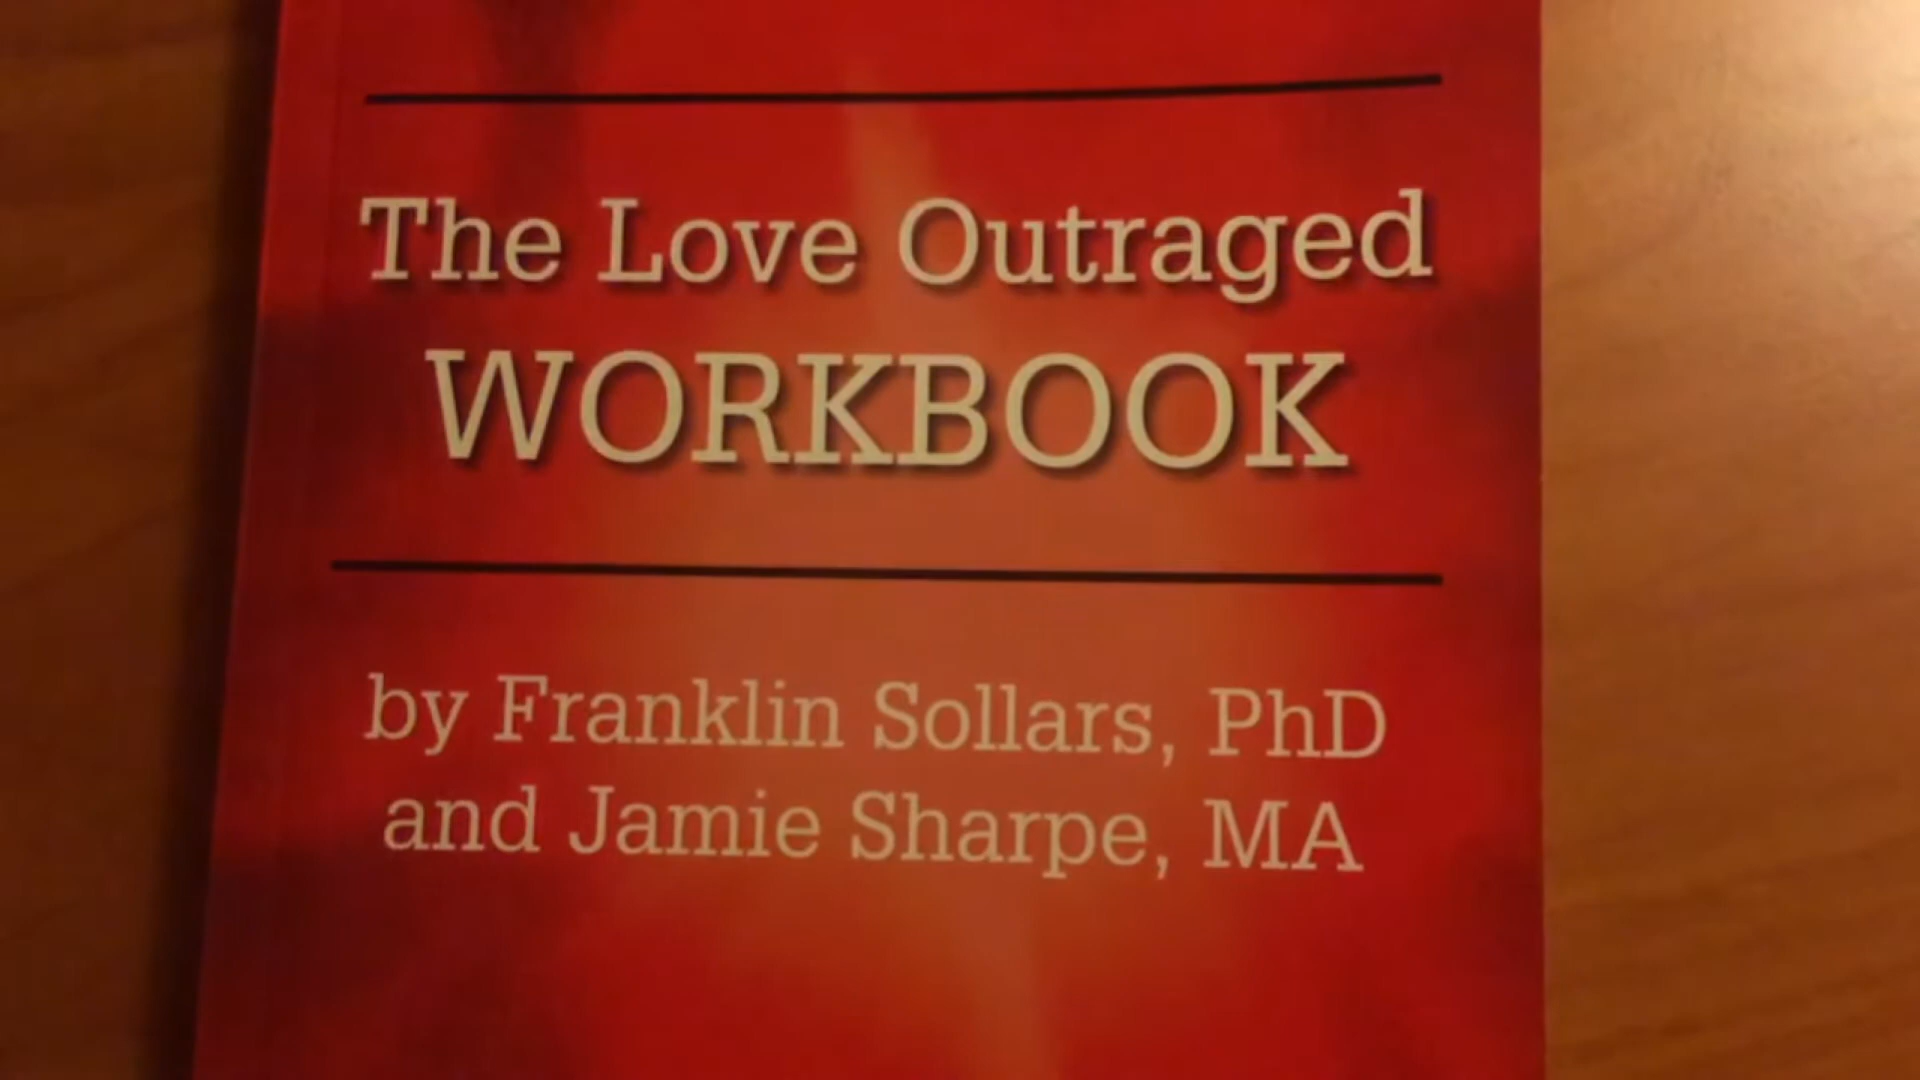 The Love Outraged
WORKBOOK
by Franklin Sollars, PhD
and Jamie Sharpe, MA